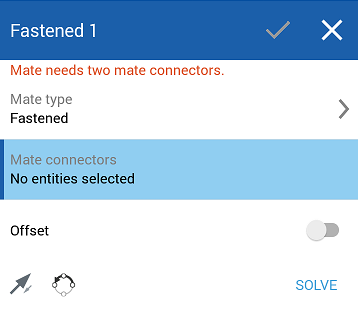 Fastened 1
Mate needs two mate connectors.
Mate type
Fastened
Mate connectors
No entities selected
Offset
SOLVE